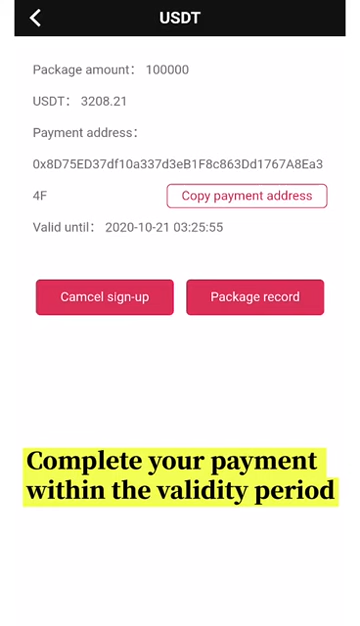 USDT
Package amount： 100000
USDT： 3208.21
Payment address：
0x8D75ED37df10a337d3eB1F8c863Dd1767A8Ea3
4F Copy payment address
Valid until： 2020-10-21 03:25:55
Camcel sign-up Package record
Complete your payment
within the validity period